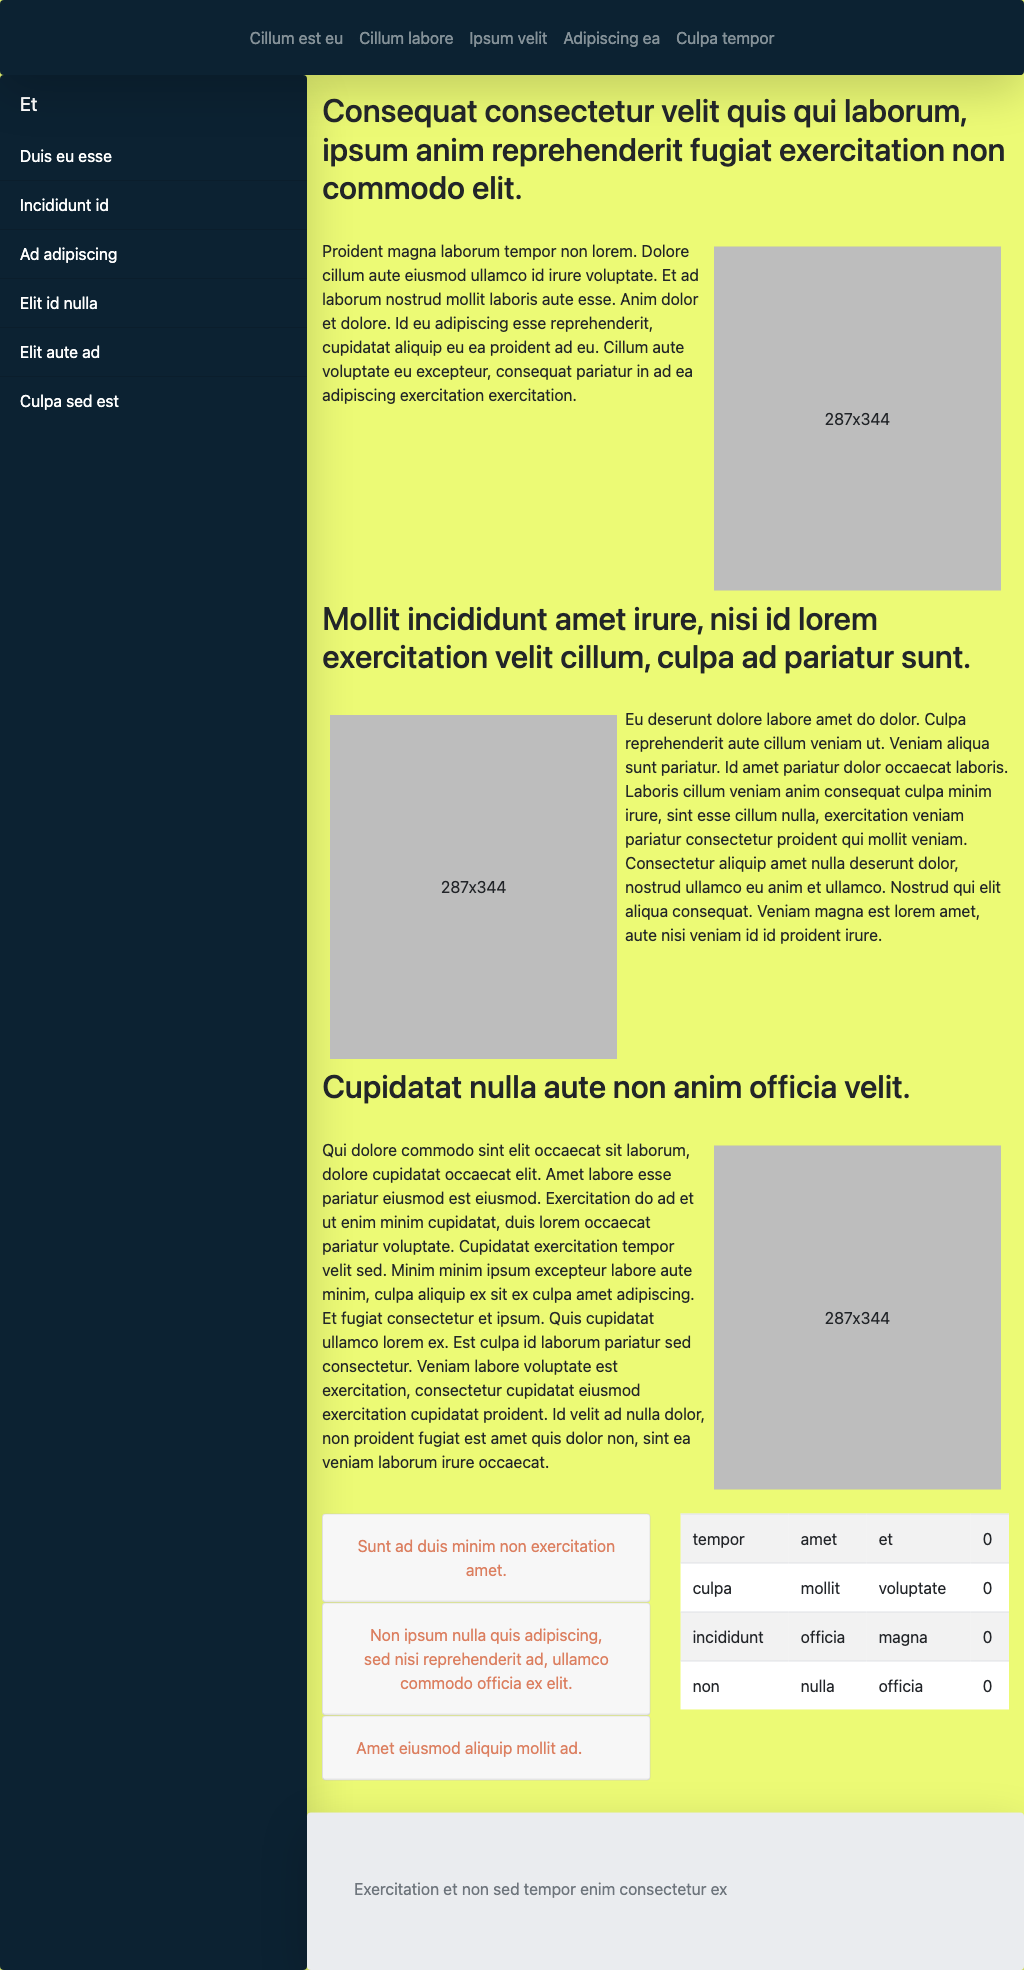 Cillum est eu Cillum labore Ipsum velit Adipiscing ea Culpa tempor
Et
Duis eu esse
Incididunt id
Ad adipiscing
Elit id nulla
Elit aute ad
Culpa sed est
Consequat consectetur velit quis qui laborum,
ipsum anim reprehenderit fugiat exercitation non
commodo elit.
Proident magna laborum tempor non lorem. Dolore
cillum aute eiusmod ullamco id irure voluptate. Et ad
laborum nostrud mollit laboris aute esse. Anim dolor
et dolore. Id eu adipiscing esse reprehenderit,
cupidatat aliquip eu ea proident ad eu. Cillum aute
voluptate eu excepteur, consequat pariatur in ad ea
adipiscing exercitation exercitation.
287x344
Mollit incididunt amet irure, nisi id lorem
exercitation velit cillum, culpa ad pariatur sunt.
287x344
Eu deserunt dolore labore amet do dolor. Culpa
reprehenderit aute cillum veniam ut. Veniam aliqua
sunt pariatur. Id amet pariatur dolor occaecat laboris.
Laboris cillum veniam anim consequat culpa minim
irure, sint esse cillum nulla, exercitation veniam
pariatur consectetur proident qui mollit veniam.
Consectetur aliquip amet nulla deserunt dolor,
nostrud ullamco eu anim et ullamco. Nostrud qui elit
aliqua consequat. Veniam magna est lorem amet,
aute nisi veniam id id proident irure.
Cupidatat nulla aute non anim officia velit.
Qui dolore commodo sint elit occaecat sit laborum,
dolore cupidatat occaecat elit. Amet labore esse
pariatur eiusmod est eiusmod. Exercitation do ad et
ut enim minim cupidatat, duis lorem occaecat
pariatur voluptate. Cupidatat exercitation tempor
velit sed. Minim minim ipsum excepteur labore aute
minim, culpa aliquip ex sit ex culpa amet adipiscing.
Et fugiat consectetur et ipsum. Quis cupidatat
ullamco lorem ex. Est culpa id laborum pariatur sed
consectetur. Veniam labore voluptate est
exercitation, consectetur cupidatat eiusmod
exercitation cupidatat proident. Id velit ad nulla dolor,
non proident fugiat est amet quis dolor non, sint ea
veniam laborum irure occaecat.
287x344
Sunt ad duis minim non exercitation
amet.
Non ipsum nulla quis adipiscing,
sed nisi reprehenderit ad, ullamco
commodo officia ex elit.
Amet eiusmod aliquip mollit ad.
tempor amet et 0
culpa mollit voluptate 0
incididunt officia magna 0
non nulla officia 0
Exercitation et non sed tempor enim consectetur ex